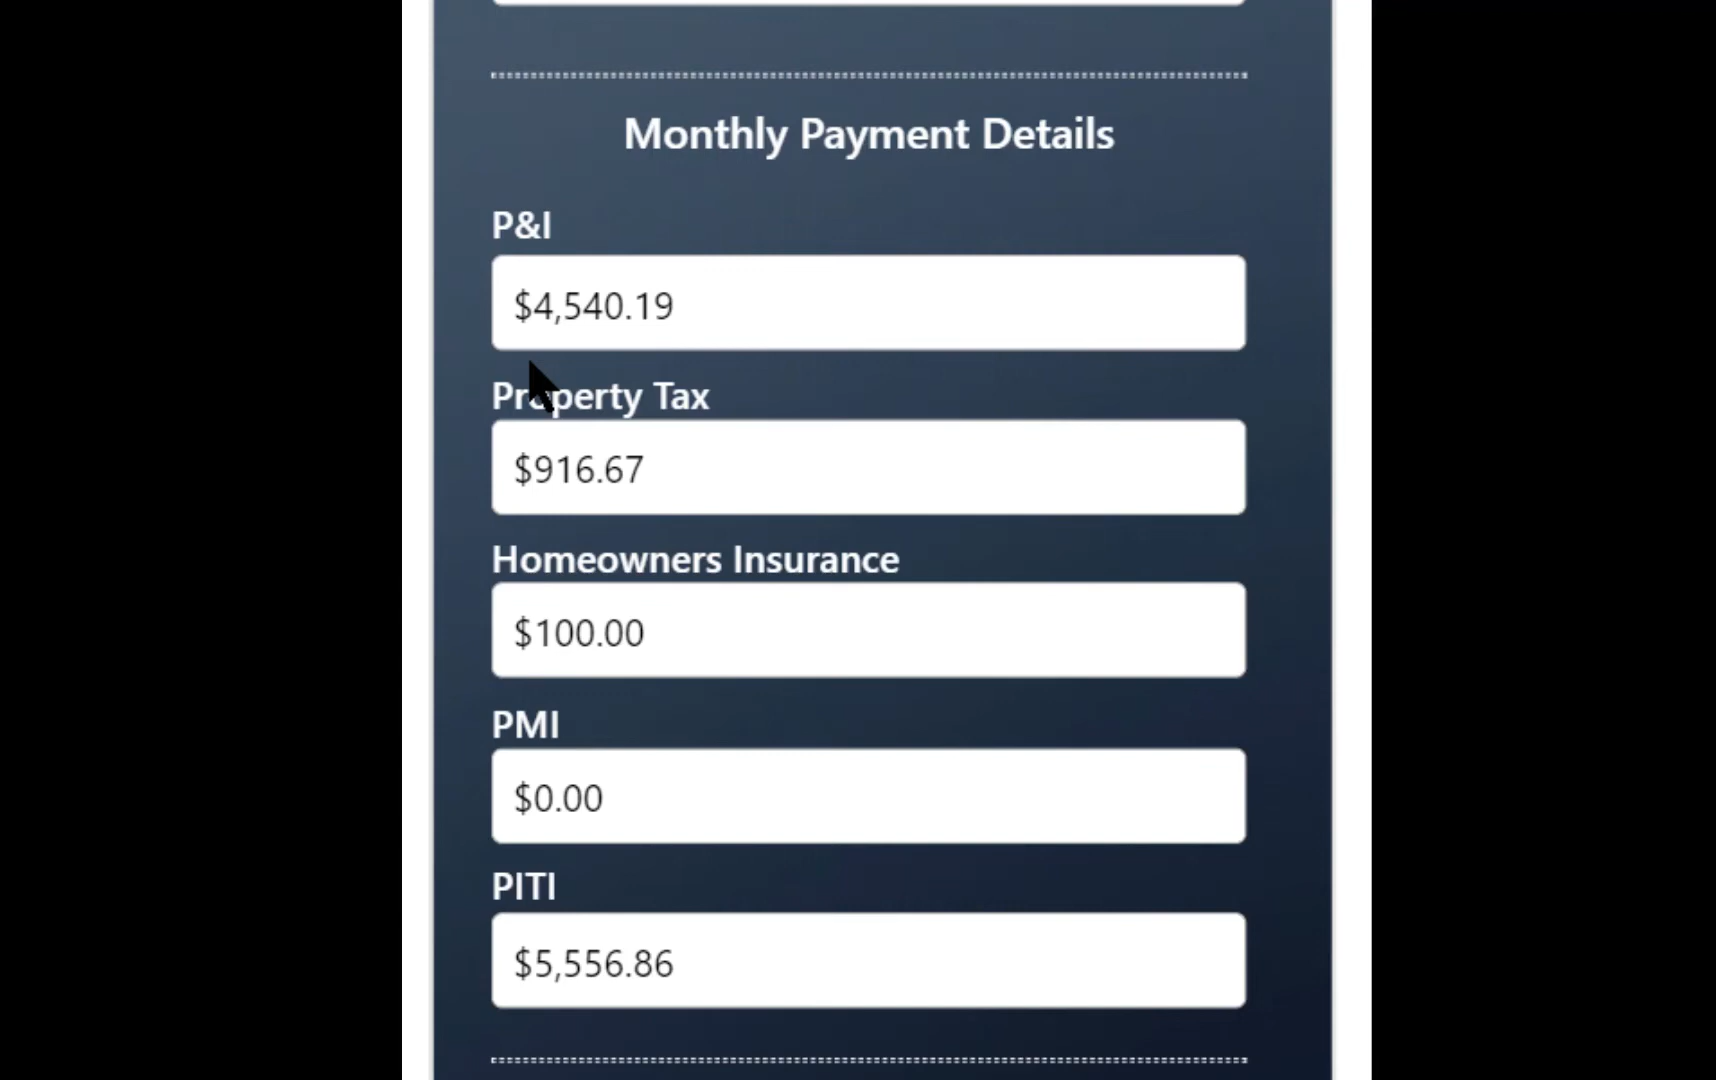 Monthly Payment Details
P&I
$4,540.19
Property Tax
$916.67
Homeowners Insurance
$100.00
PMI
$0.00
PITI
$5,556.86